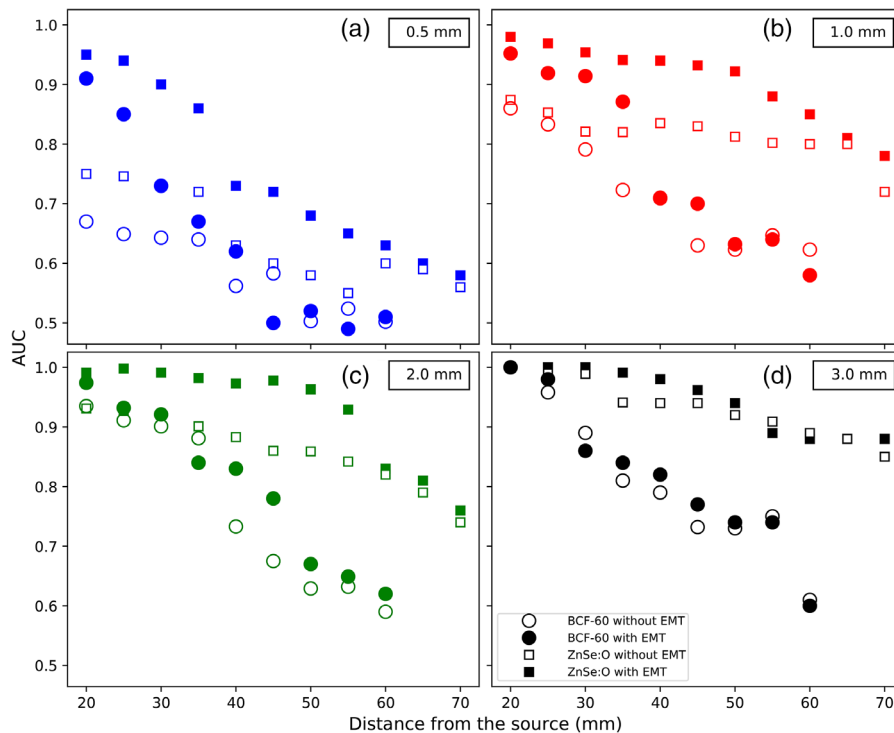 (a)
0.5 mm
(b)
1.0 mm
1.0
0.9
0.8
0.7
0.6
0.5
AUC
(c)
2.0 mm
(d)
3.0 mm
1.0
0.9
0.8
0.7
0.6
0.5
BCF-60 without EMT
BCF-60 with EMT
ZnSe:O without EMT
ZnSe:O with EMT
20 30 40 50 60 70
20 30 40 50 60 70
Distance from the source (mm)